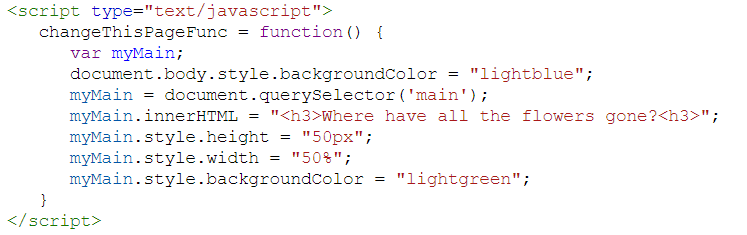 <script type="text/javascript">
changeThisPageFunc = function() {
var myMain;
document.body.style.backgroundColor = "lightblue";
myMain = document.querySelector('main');
myMain.innerHTML = "<h3>Where have all the flowers gone?<h3>";
myMain.style.height = "50px";
myMain.style.width = "50%";
myMain.style.backgroundColor = "lightgreen";
}
</script>